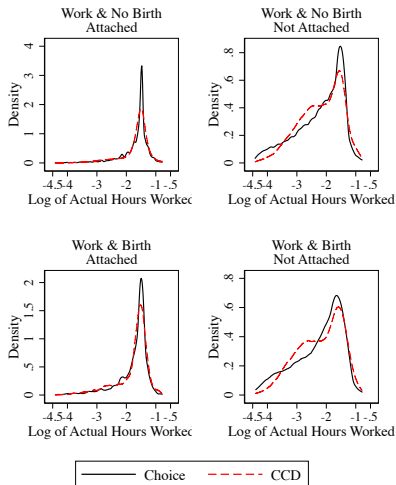 Work & No Birth
Attached
Density
0 1 2 3 4
-4.5-4 -3 -2 -1 -.5
Log of Actual Hours Worked
Work & No Birth
Not Attached
Density
0 .2 .4 .6 .8
-4.5-4 -3 -2 -1 -.5
Log of Actual Hours Worked
Work & Birth
Attached
Density
0 .5 1 1.5 2
-4.5-4 -3 -2 -1 -.5
Log of Actual Hours Worked
Work & Birth
Not Attached
Density
0 .2 .4 .6 .8
-4.5-4 -3 -2 -1 -.5
Log of Actual Hours Worked
Choice CCD